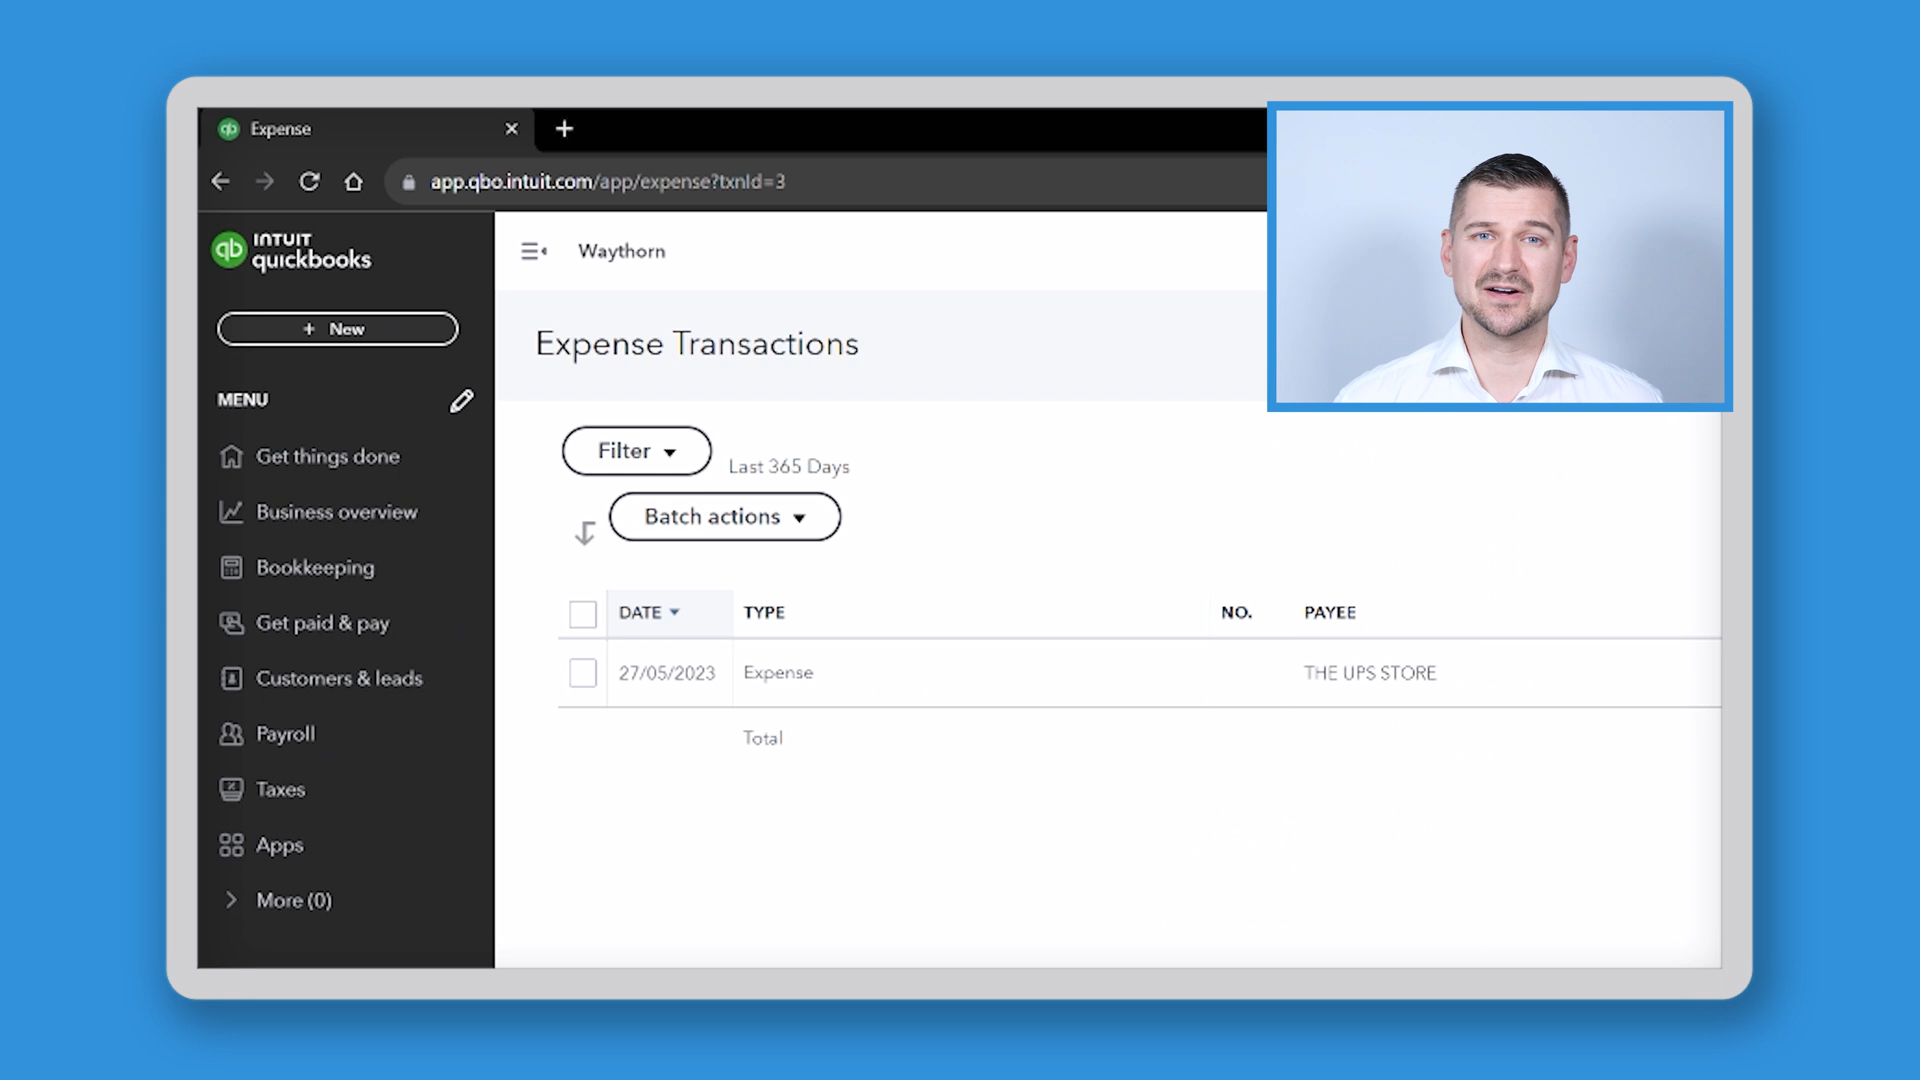 Expense
app.qbo.intuit.com/app/expense?txnId=3
qb INTUIT
quickbooks
+ New
MENU
Get things done
Business overview
Bookkeeping
Get paid & pay
Customers & leads
Payroll
Taxes
Apps
More (0)
Waythorn
Expense Transactions
Filter
Last 365 Days
Batch actions
DATE TYPE NO. PAYEE
27/05/2023 Expense THE UPS STORE
Total